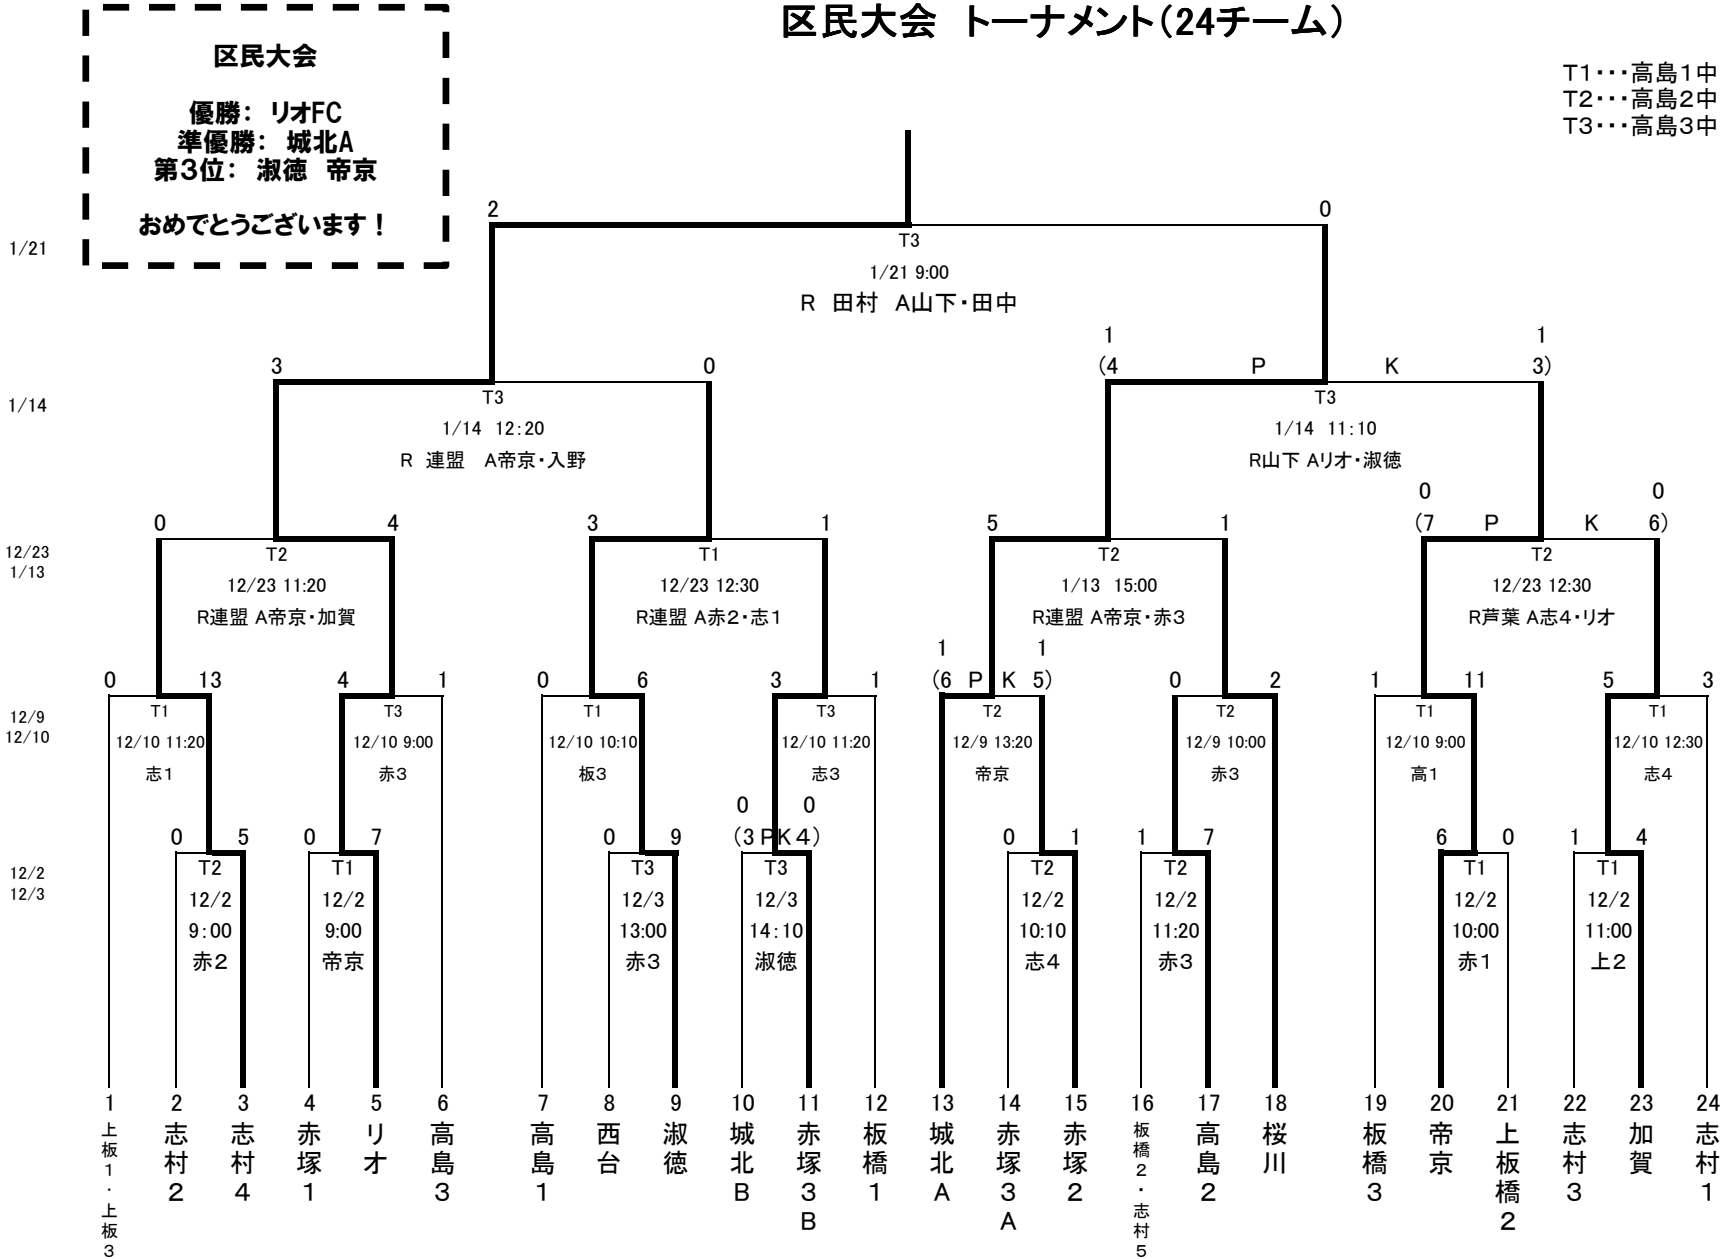 区民大会 トーナメント(24チーム)
区民大会
優勝: リオFC
準優勝: 城北A
第3位: 淑徳 帝京
おめでとうございます!
T1・・・高島1中
T2・・・高島2中
T3・・・高島3中
1/21
2 0
T3
1/21 9:00
R 田村 A山下・田中
1/14
1 1
3 0 (4 P K 3)
T3 T3
1/14 12:20 1/14 11:10
R 連盟 A帝京・入野 R山下 Aリオ・淑徳
12/23
1/13
0 0
0 4 3 1 5 1 (7 P K 6)
T2 T1 T2 T2
12/23 11:20 12/23 12:30 1/13 15:00 12/23 12:30
R連盟 A帝京・加賀 R連盟 A赤2・志1 R連盟 A帝京・赤3 R芦葉 A志4・リオ
12/9
12/10
1 1
0 13 4 1 0 6 3 1 (6 P K 5) 0 2 1 11 5 3
T1 T3 T1 T3 T2 T2 T1 T1
12/10 11:20 12/10 9:00 12/10 10:10 12/10 11:20 12/9 13:20 12/9 10:00 12/10 9:00 12/10 12:30
志1 赤3 板3 志3 帝京 赤3 高1 志4
12/2
12/3
0 0
0 5 0 7 0 9 (3 PK 4) 0 1 1 7 6 0 1 4
T2 T1 T3 T3 T2 T2 T1 T1
12/2 12/2 12/3 12/3 12/2 12/2 12/2 12/2
9:00 9:00 13:00 14:10 10:10 11:20 10:00 11:00
赤2 帝京 赤3 淑徳 志4 赤3 赤1 上2
1 2 3 4 5 6 7 8 9 10 11 12 13 14 15 16 17 18 19 20 21 22 23 24
上板1・上板3
志村2
志村4
赤塚1
リオ
高島3
高島1
西台
淑徳
城北B
赤塚3B
板橋1
城北A
赤塚3A
赤塚2
板橋2・志村5
高島2
桜川
板橋3
帝京
上板橋2
志村3
加賀
志村1